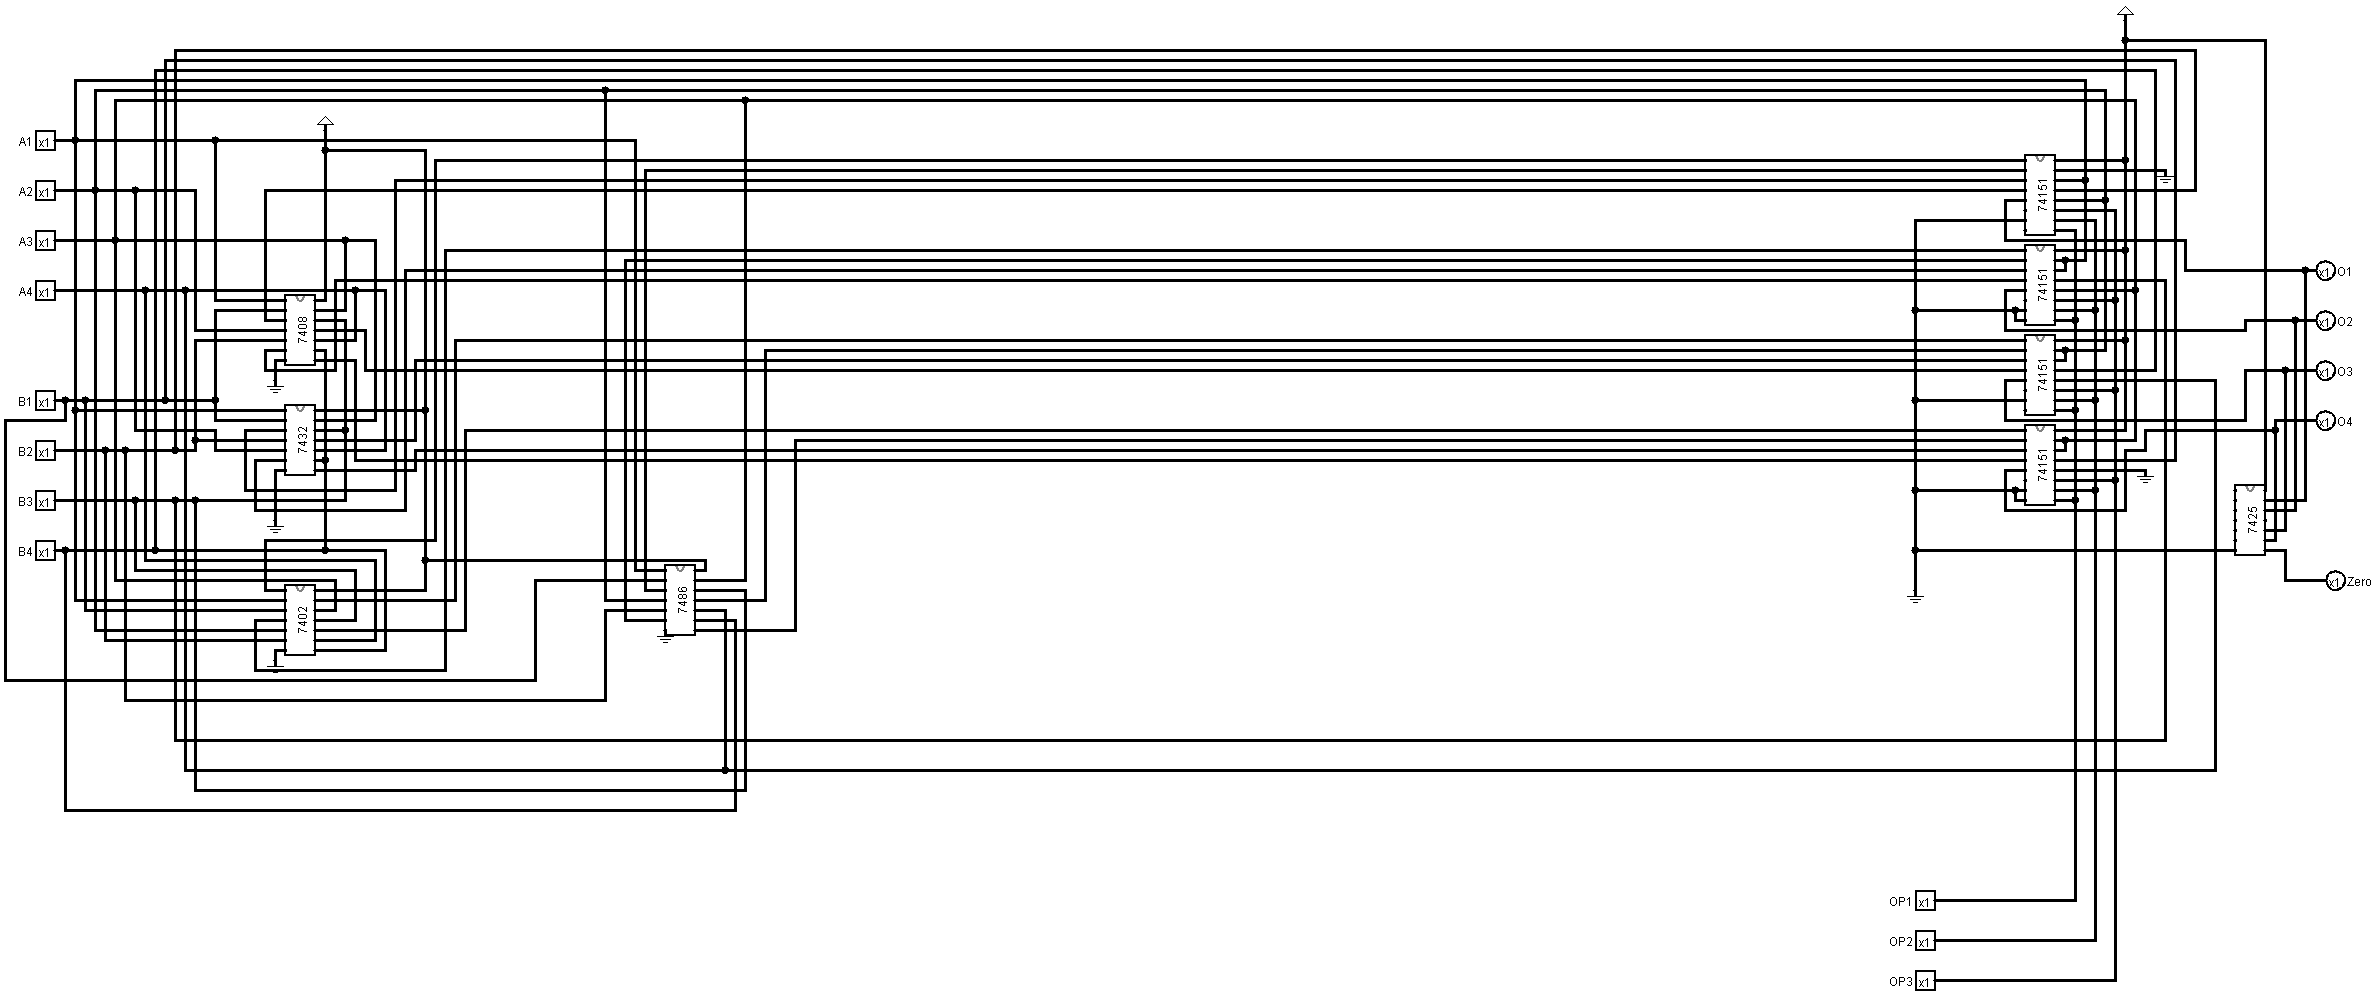 A1 x1
A2 x1
A3 x1
A4 x1
B1 x1
B2 x1
B3 x1
B4 x1
7408
7432
7402
7486
74151
74151
74151
74151
7425
x1 O1
x1 O2
x1 O3
x1 O4
x1 Zero
OP1 x1
OP2 x1
OP3 x1